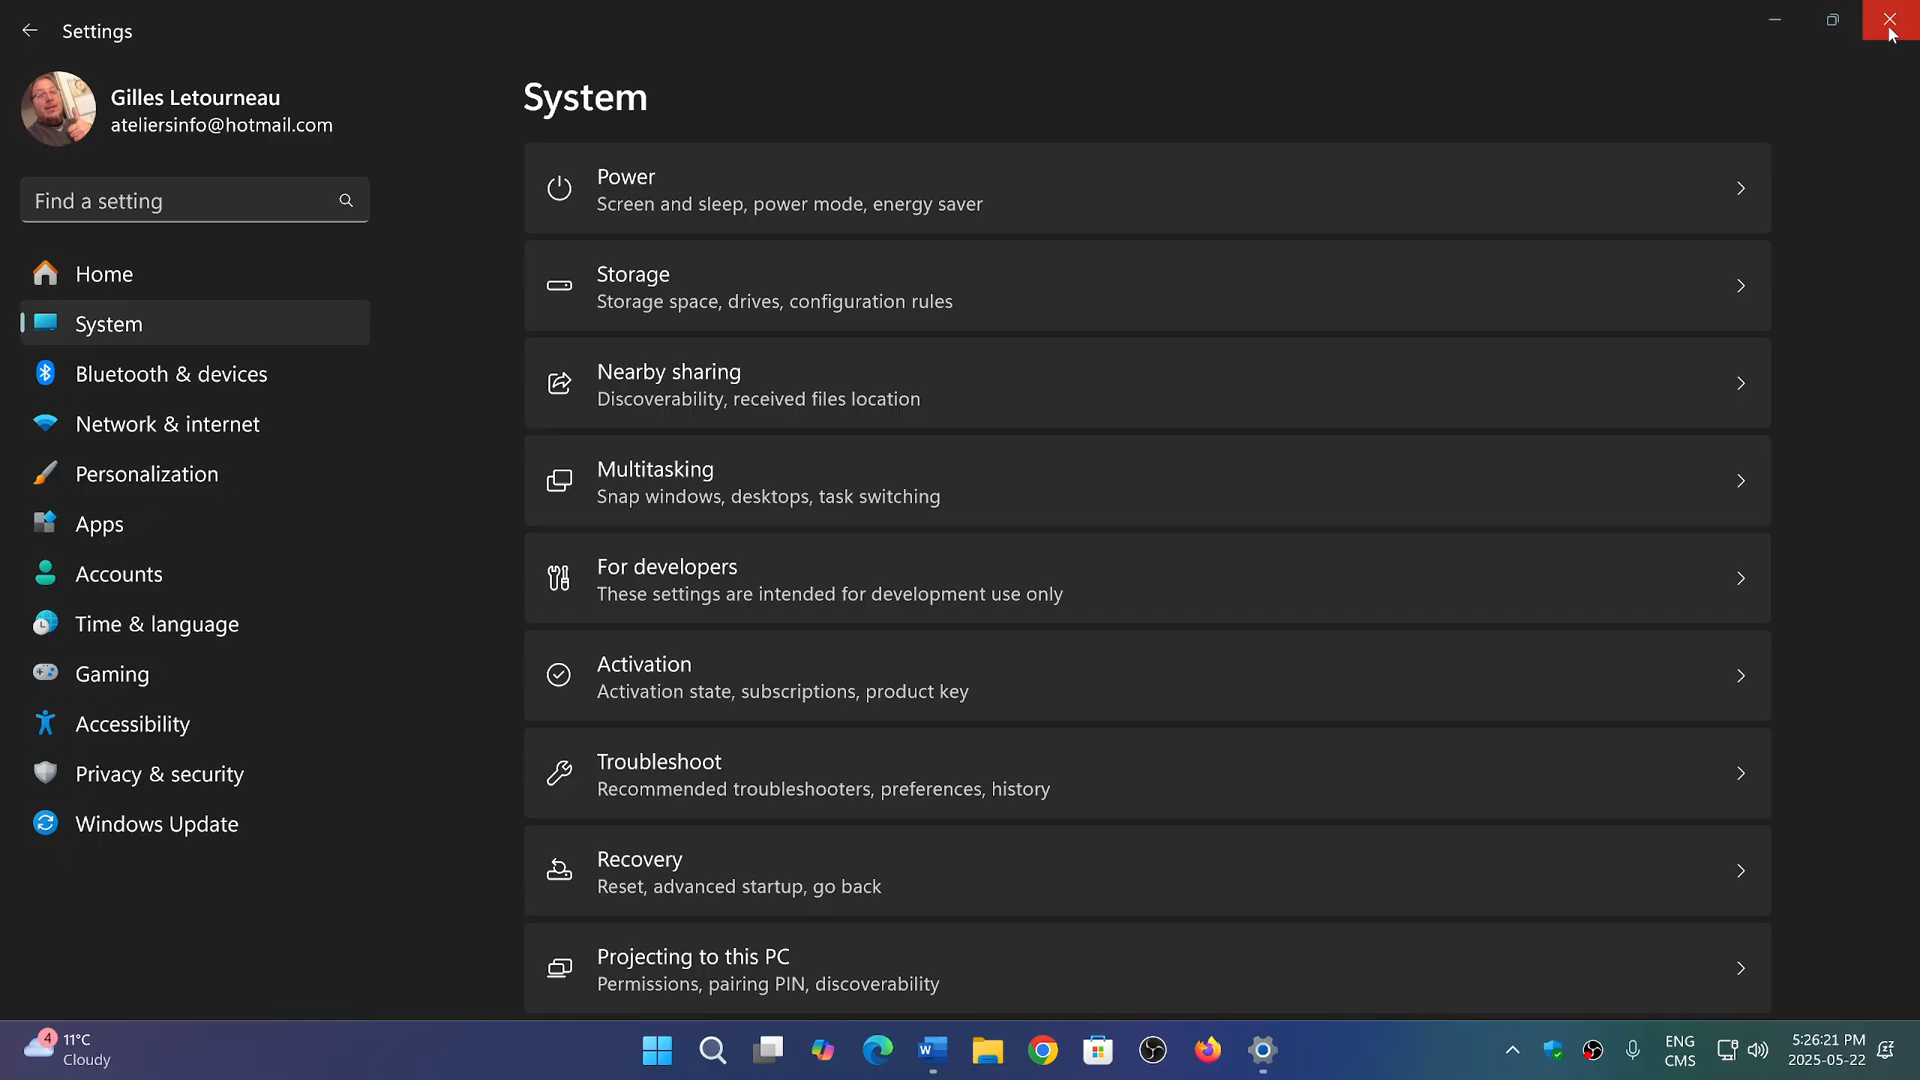 Settings
Gilles Letourneau
ateliersinfo@hotmail.com
Find a setting
Home
System
Bluetooth & devices
Network & internet
Personalization
Apps
Accounts
Time & language
Gaming
Accessibility
Privacy & security
Windows Update
System
Power
Screen and sleep, power mode, energy saver
Storage
Storage space, drives, configuration rules
Nearby sharing
Discoverability, received files location
Multitasking
Snap windows, desktops, task switching
For developers
These settings are intended for development use only
Activation
Activation state, subscriptions, product key
Troubleshoot
Recommended troubleshooters, preferences, history
Recovery
Reset, advanced startup, go back
Projecting to this PC
Permissions, pairing PIN, discoverability
4
11°C
Cloudy
W
ENG
CMS
5:26:21 PM
2025-05-22